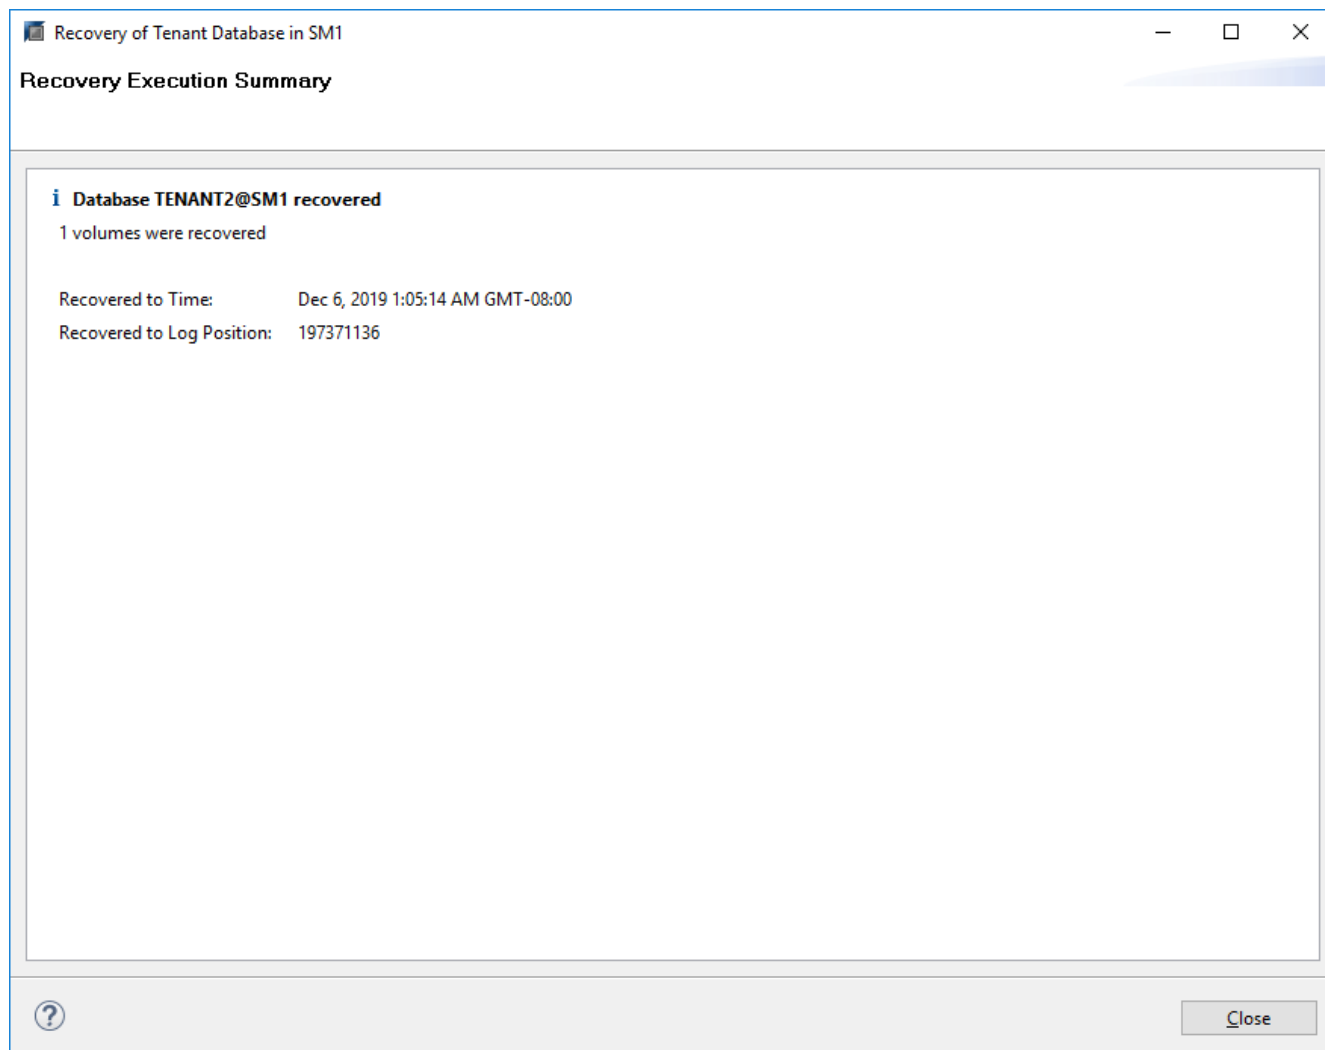 Recovery of Tenant Database in SM1
Recovery Execution Summary
i Database TENANT2@SM1 recovered
1 volumes were recovered
Recovered to Time: Dec 6, 2019 1:05:14 AM GMT-08:00
Recovered to Log Position: 197371136
?
Close